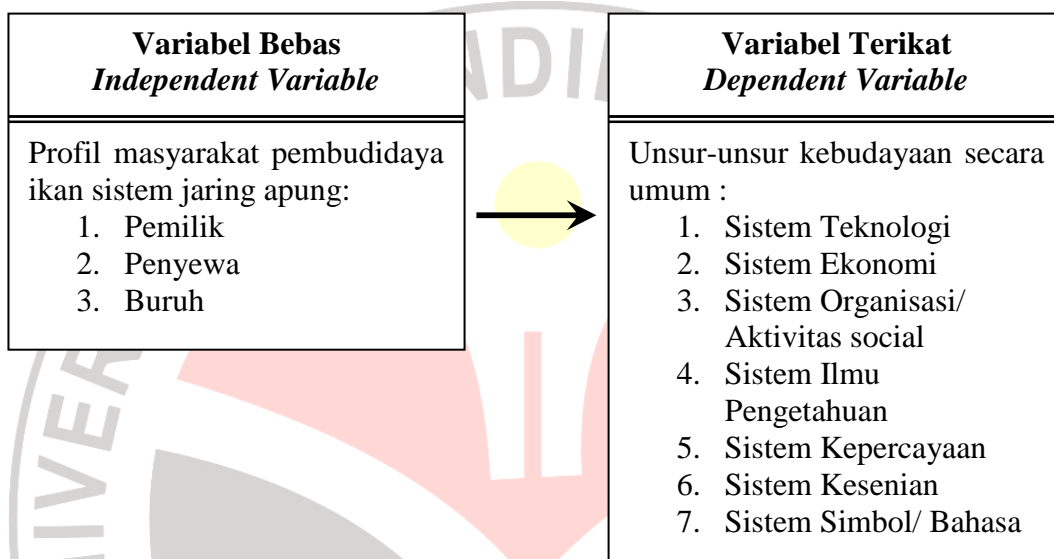 Variabel Bebas
Independent Variable
Profil masyarakat pembudidaya
ikan sistem jaring apung:
1. Pemilik
2. Penyewa
3. Buruh
Variabel Terikat
Dependent Variable
Unsur-unsur kebudayaan secara
umum :
1. Sistem Teknologi
2. Sistem Ekonomi
3. Sistem Organisasi/
Aktivitas social
4. Sistem Ilmu
Pengetahuan
5. Sistem Kepercayaan
6. Sistem Kesenian
7. Sistem Simbol/ Bahasa